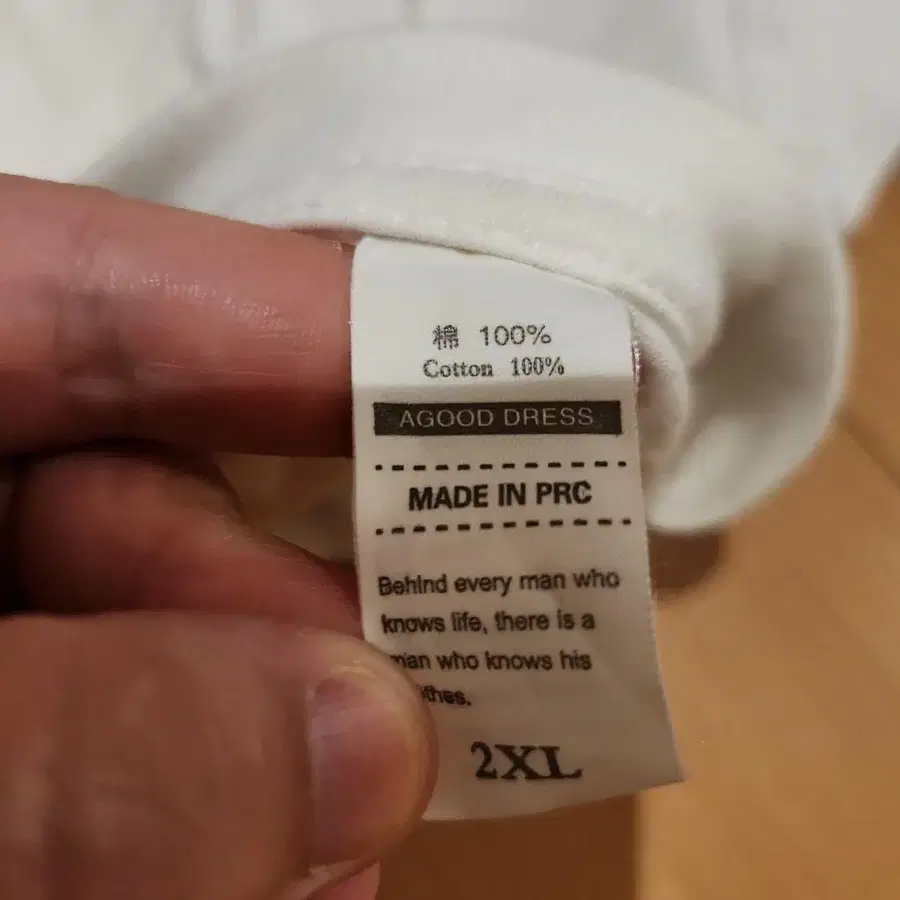 棉 100%
Cotton 100%
AGOOD DRESS
MADE IN PRC
Behind every man who
knows life, there is a
man who knows his
2XL